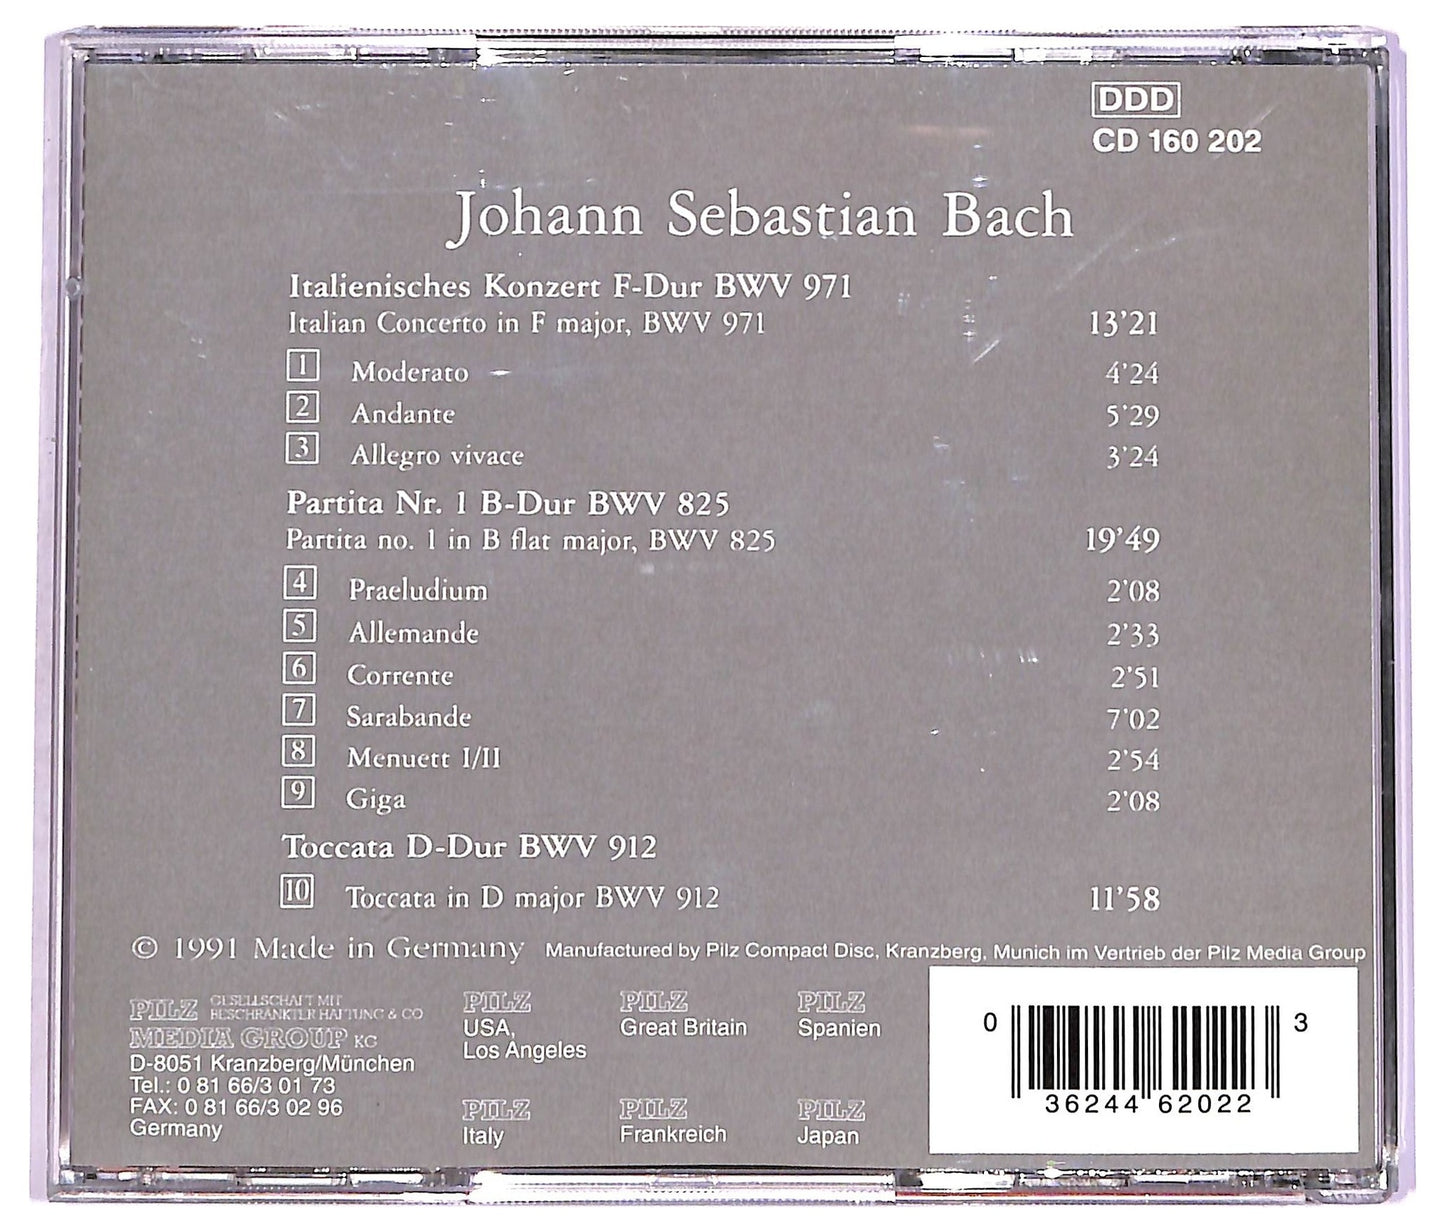 DDD
CD 160 202
Johann Sebastian Bach
Italienisches Konzert F-Dur BWV 971
Italian Concerto in F major, BWV 971 13'21
1 Moderato 4'24
2 Andante 5'29
3 Allegro vivace 3'24
Partita Nr. 1 B-Dur BWV 825
Partita no. 1 in B flat major, BWV 825 19'49
4 Praeludium 2'08
5 Allemande 2'33
6 Corrente 2'51
7 Sarabande 7'02
8 Menuett I/II 2'54
9 Giga 2'08
Toccata D-Dur BWV 912
10 Toccata in D major BWV 912 11'58
© 1991 Made in Germany Manufactured by Pilz Compact Disc, Kranzberg, Munich im Vertrieb der Pilz Media Group
PILZ GESELLSCHAFT MIT
BESCHRÄNKTER HAFTUNG & CO
MEDIA GROUP KG
D-8051 Kranzberg/München
Tel.: 0 81 66/3 01 73
FAX: 0 81 66/3 02 96
Germany
PILZ
USA,
Los Angeles
PILZ
Great Britain
PILZ
Spanien
PILZ
Italy
PILZ
Frankreich
PILZ
Japan
0 36244 62022 3